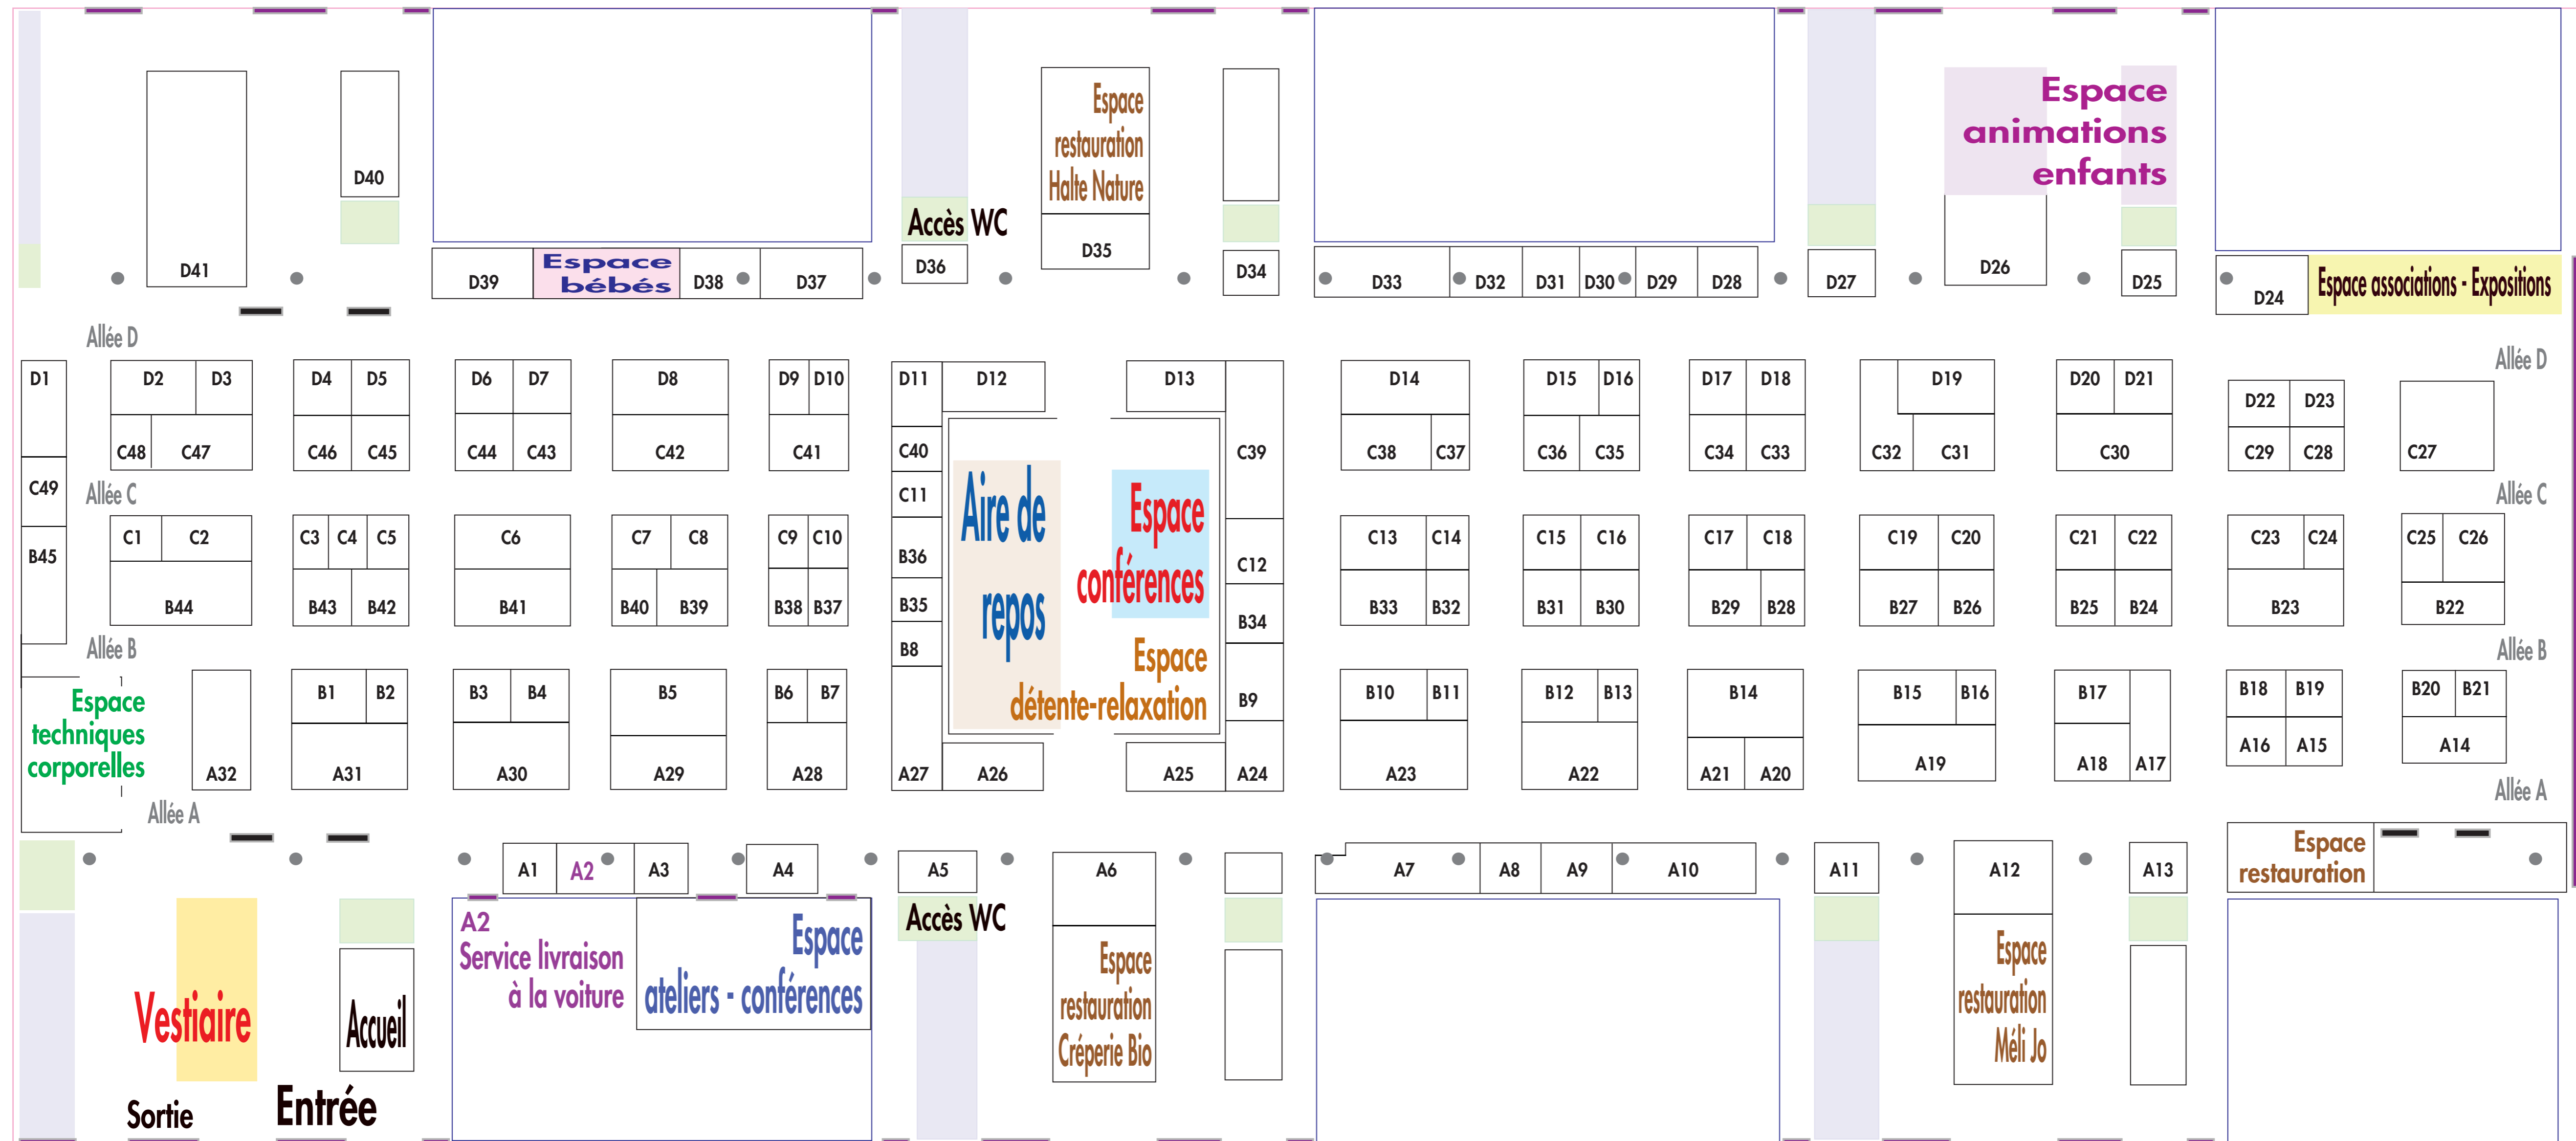 Espace
restauration
Halte Nature
Espace
animations
enfants
D40
Accès WC
D41
D39
Espace
bébés
D38
D37
D36
D35
D34
D33
D32
D31
D30
D29
D28
D27
D26
D25
D24
Espace associations - Expositions
Allée D
Allée D
D1
D2
D3
D4
D5
D6
D7
D8
D9
D10
D11
D12
D13
D14
D15
D16
D17
D18
D19
D20
D21
D22
D23
C48
C47
C46
C45
C44
C43
C42
C41
C40
C39
C38
C37
C36
C35
C34
C33
C32
C31
C30
C29
C28
C27
C49
Allée C
C11
Aire de
repos
Espace
conférences
Espace
détente-relaxation
Allée C
B45
C1
C2
C3
C4
C5
C6
C7
C8
C9
C10
B36
C12
C13
C14
C15
C16
C17
C18
C19
C20
C21
C22
C23
C24
C25
C26
B44
B43
B42
B41
B40
B39
B38
B37
B35
B34
B33
B32
B31
B30
B29
B28
B27
B26
B25
B24
B23
B22
Allée B
B8
Allée B
Espace
techniques
corporelles
B1
B2
B3
B4
B5
B6
B7
B9
B10
B11
B12
B13
B14
B15
B16
B17
B18
B19
B20
B21
A32
A31
A30
A29
A28
A27
A26
A25
A24
A23
A22
A21
A20
A19
A18
A17
A16
A15
A14
Allée A
Allée A
A1
A2
A3
A4
A5
A6
A7
A8
A9
A10
A11
A12
A13
Espace
restauration
Accès WC
A2
Service livraison
à la voiture
Espace
ateliers - conférences
Espace
restauration
Créperie Bio
Espace
restauration
Méli Jo
Vestiaire
Accueil
Sortie
Entrée